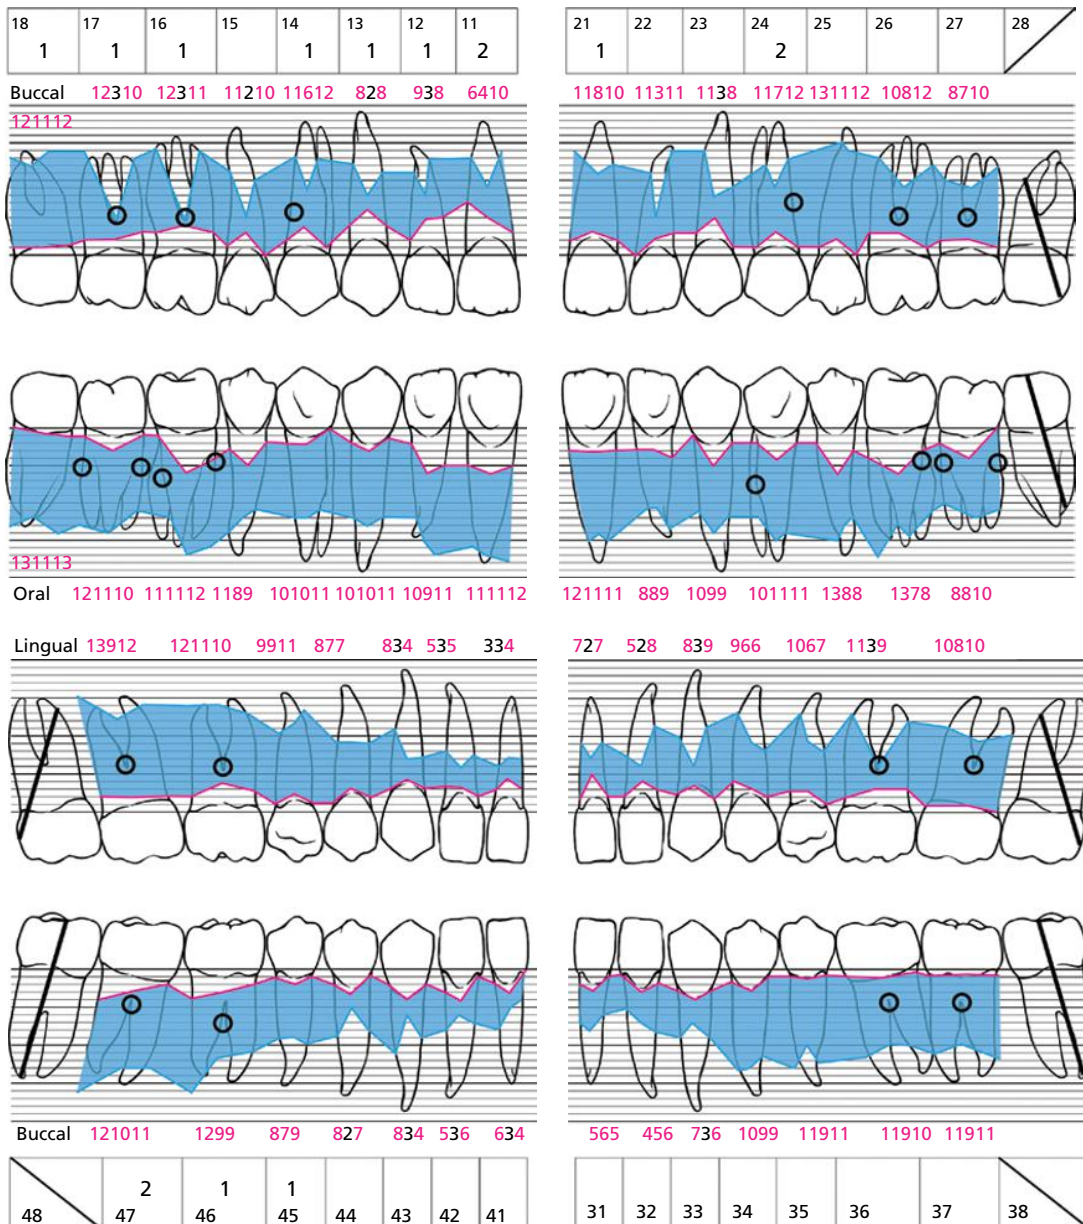 18 17 16 15 14 13 12 11 21 22 23 24 25 26 27 28
1 1 1 1 1 1 2 1 2
Buccal 12310 12311 11210 11612 828 938 6410 11810 11311 1138 11712 131112 10812 8710
121112
131113
Oral 121110 111112 1189 101011 101011 10911 111112 121111 889 1099 101111 1388 1378 8810
Lingual 13912 121110 9911 877 834 535 334 727 528 839 966 1067 1139 10810
Buccal 121011 1299 879 827 834 536 634 565 456 736 1099 11911 11910 11911
2 1 1
48 47 46 45 44 43 42 41 31 32 33 34 35 36 37 38